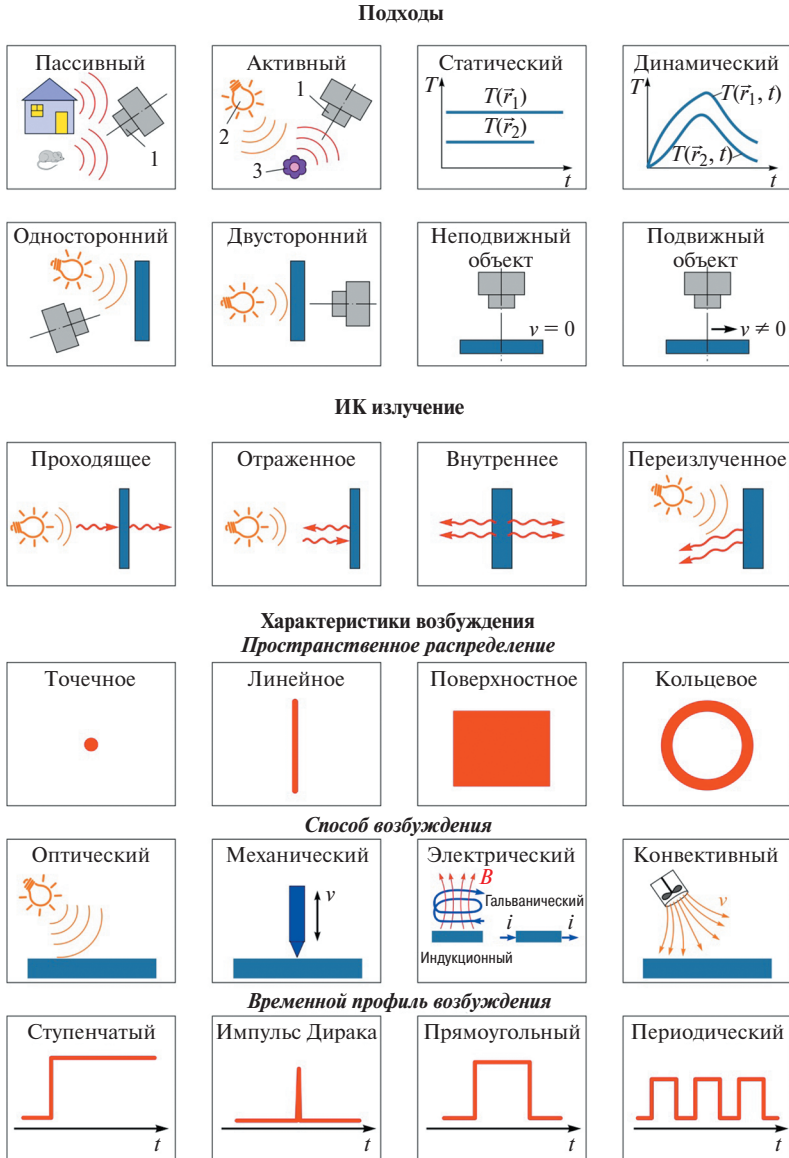 Подходы
Пассивный
1
Активный
1
2
3
Статический
T
T(r⃗₁)
T(r⃗₂)
t
Динамический
T
T(r⃗₁, t)
T(r⃗₂, t)
t
Односторонний
Двусторонний
Неподвижный
объект
v = 0
Подвижный
объект
v ≠ 0
ИК излучение
Проходящее
Отраженное
Внутреннее
Переизлученное
Характеристики возбуждения
Пространственное распределение
Точечное
Линейное
Поверхностное
Кольцевое
Способ возбуждения
Оптический
Механический
v
Электрический
B
Гальванический
i
i
Индукционный
Конвективный
v
Временной профиль возбуждения
Ступенчатый
t
Импульс Дирака
t
Прямоугольный
t
Периодический
t